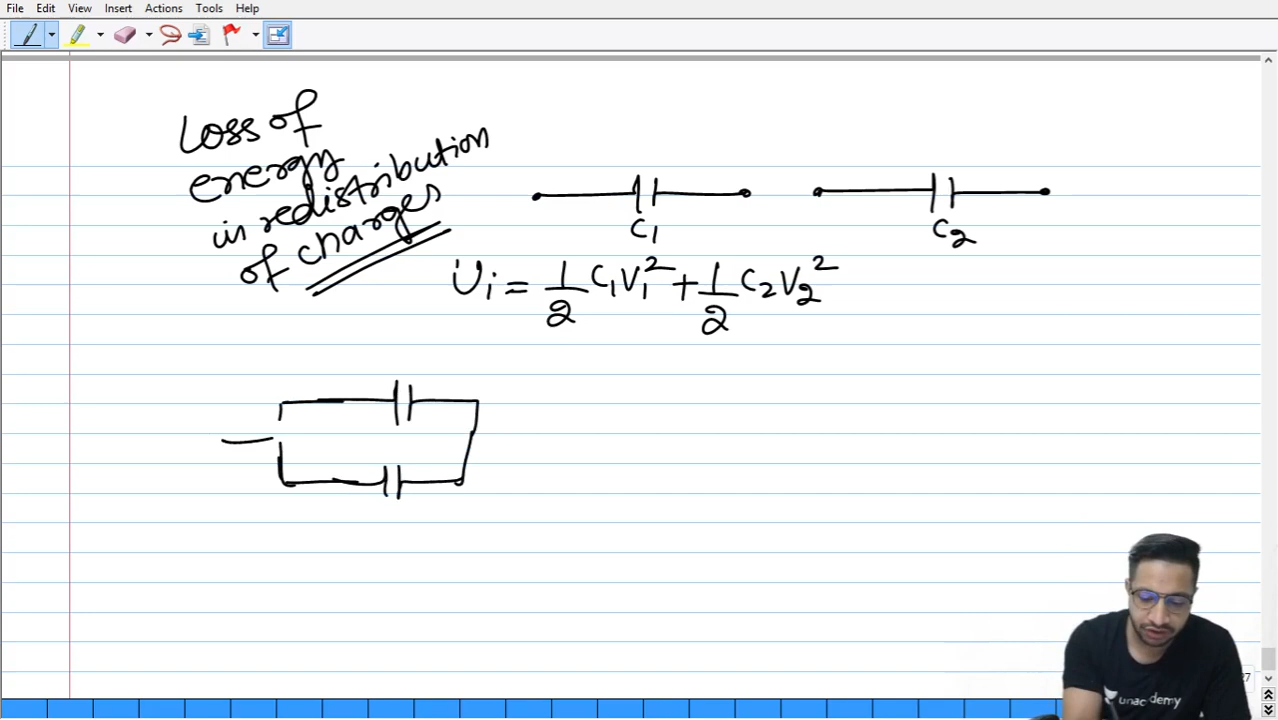 File Edit View Insert Actions Tools Help
Loss of
energy
in redistribution
of charges
C1 C2
Ui = 1/2 C1V1² + 1/2 C2V2²
unacademy